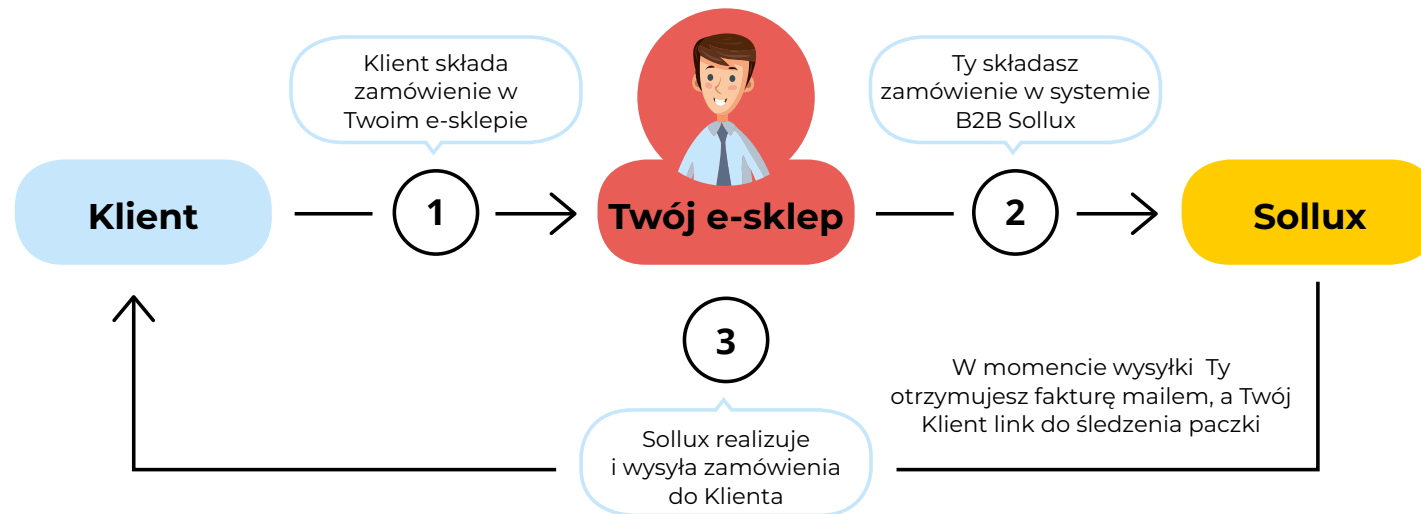 Klient składa
zamówienie w
Twoim e-sklepie
Ty składasz
zamówienie w systemie
B2B Sollux
Klient
1
Twój e-sklep
2
Sollux
3
W momencie wysyłki  Ty
otrzymujesz fakturę mailem, a Twój
Klient link do śledzenia paczki
Sollux realizuje
i wysyła zamówienia
do Klienta